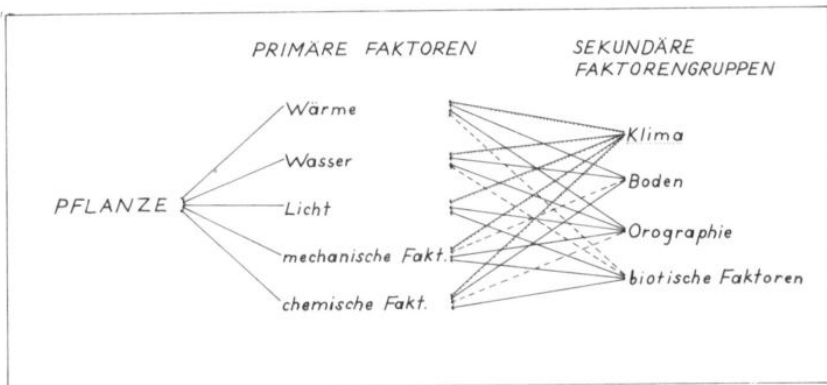 PRIMÄRE FAKTOREN
SEKUNDÄRE
FAKTORENGRUPPEN
PFLANZE
Wärme
Wasser
Licht
mechanische Fakt.
chemische Fakt.
Klima
Boden
Orographie
biotische Faktoren